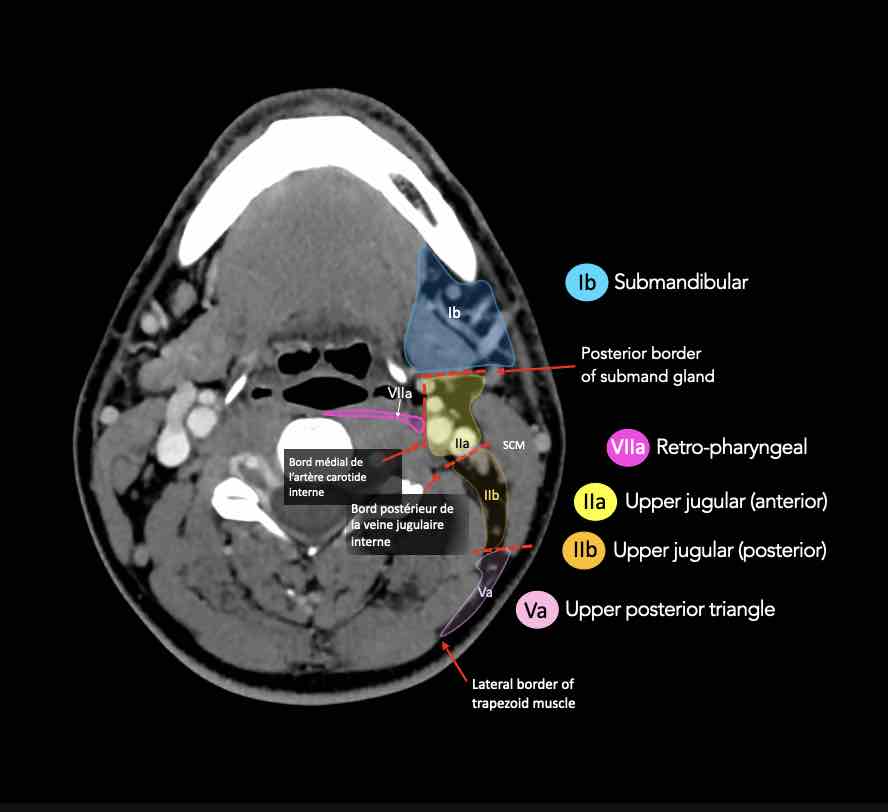 Ib Submandibular
Ib
Posterior border
of submand gland
VIIa
IIa
SCM
VIIa Retro-pharyngeal
Bord médial de
l'artère carotide
interne
IIb
IIa Upper jugular (anterior)
Bord postérieur de
la veine jugulaire
interne
IIb Upper jugular (posterior)
Va
Va Upper posterior triangle
Lateral border of
trapezoid muscle